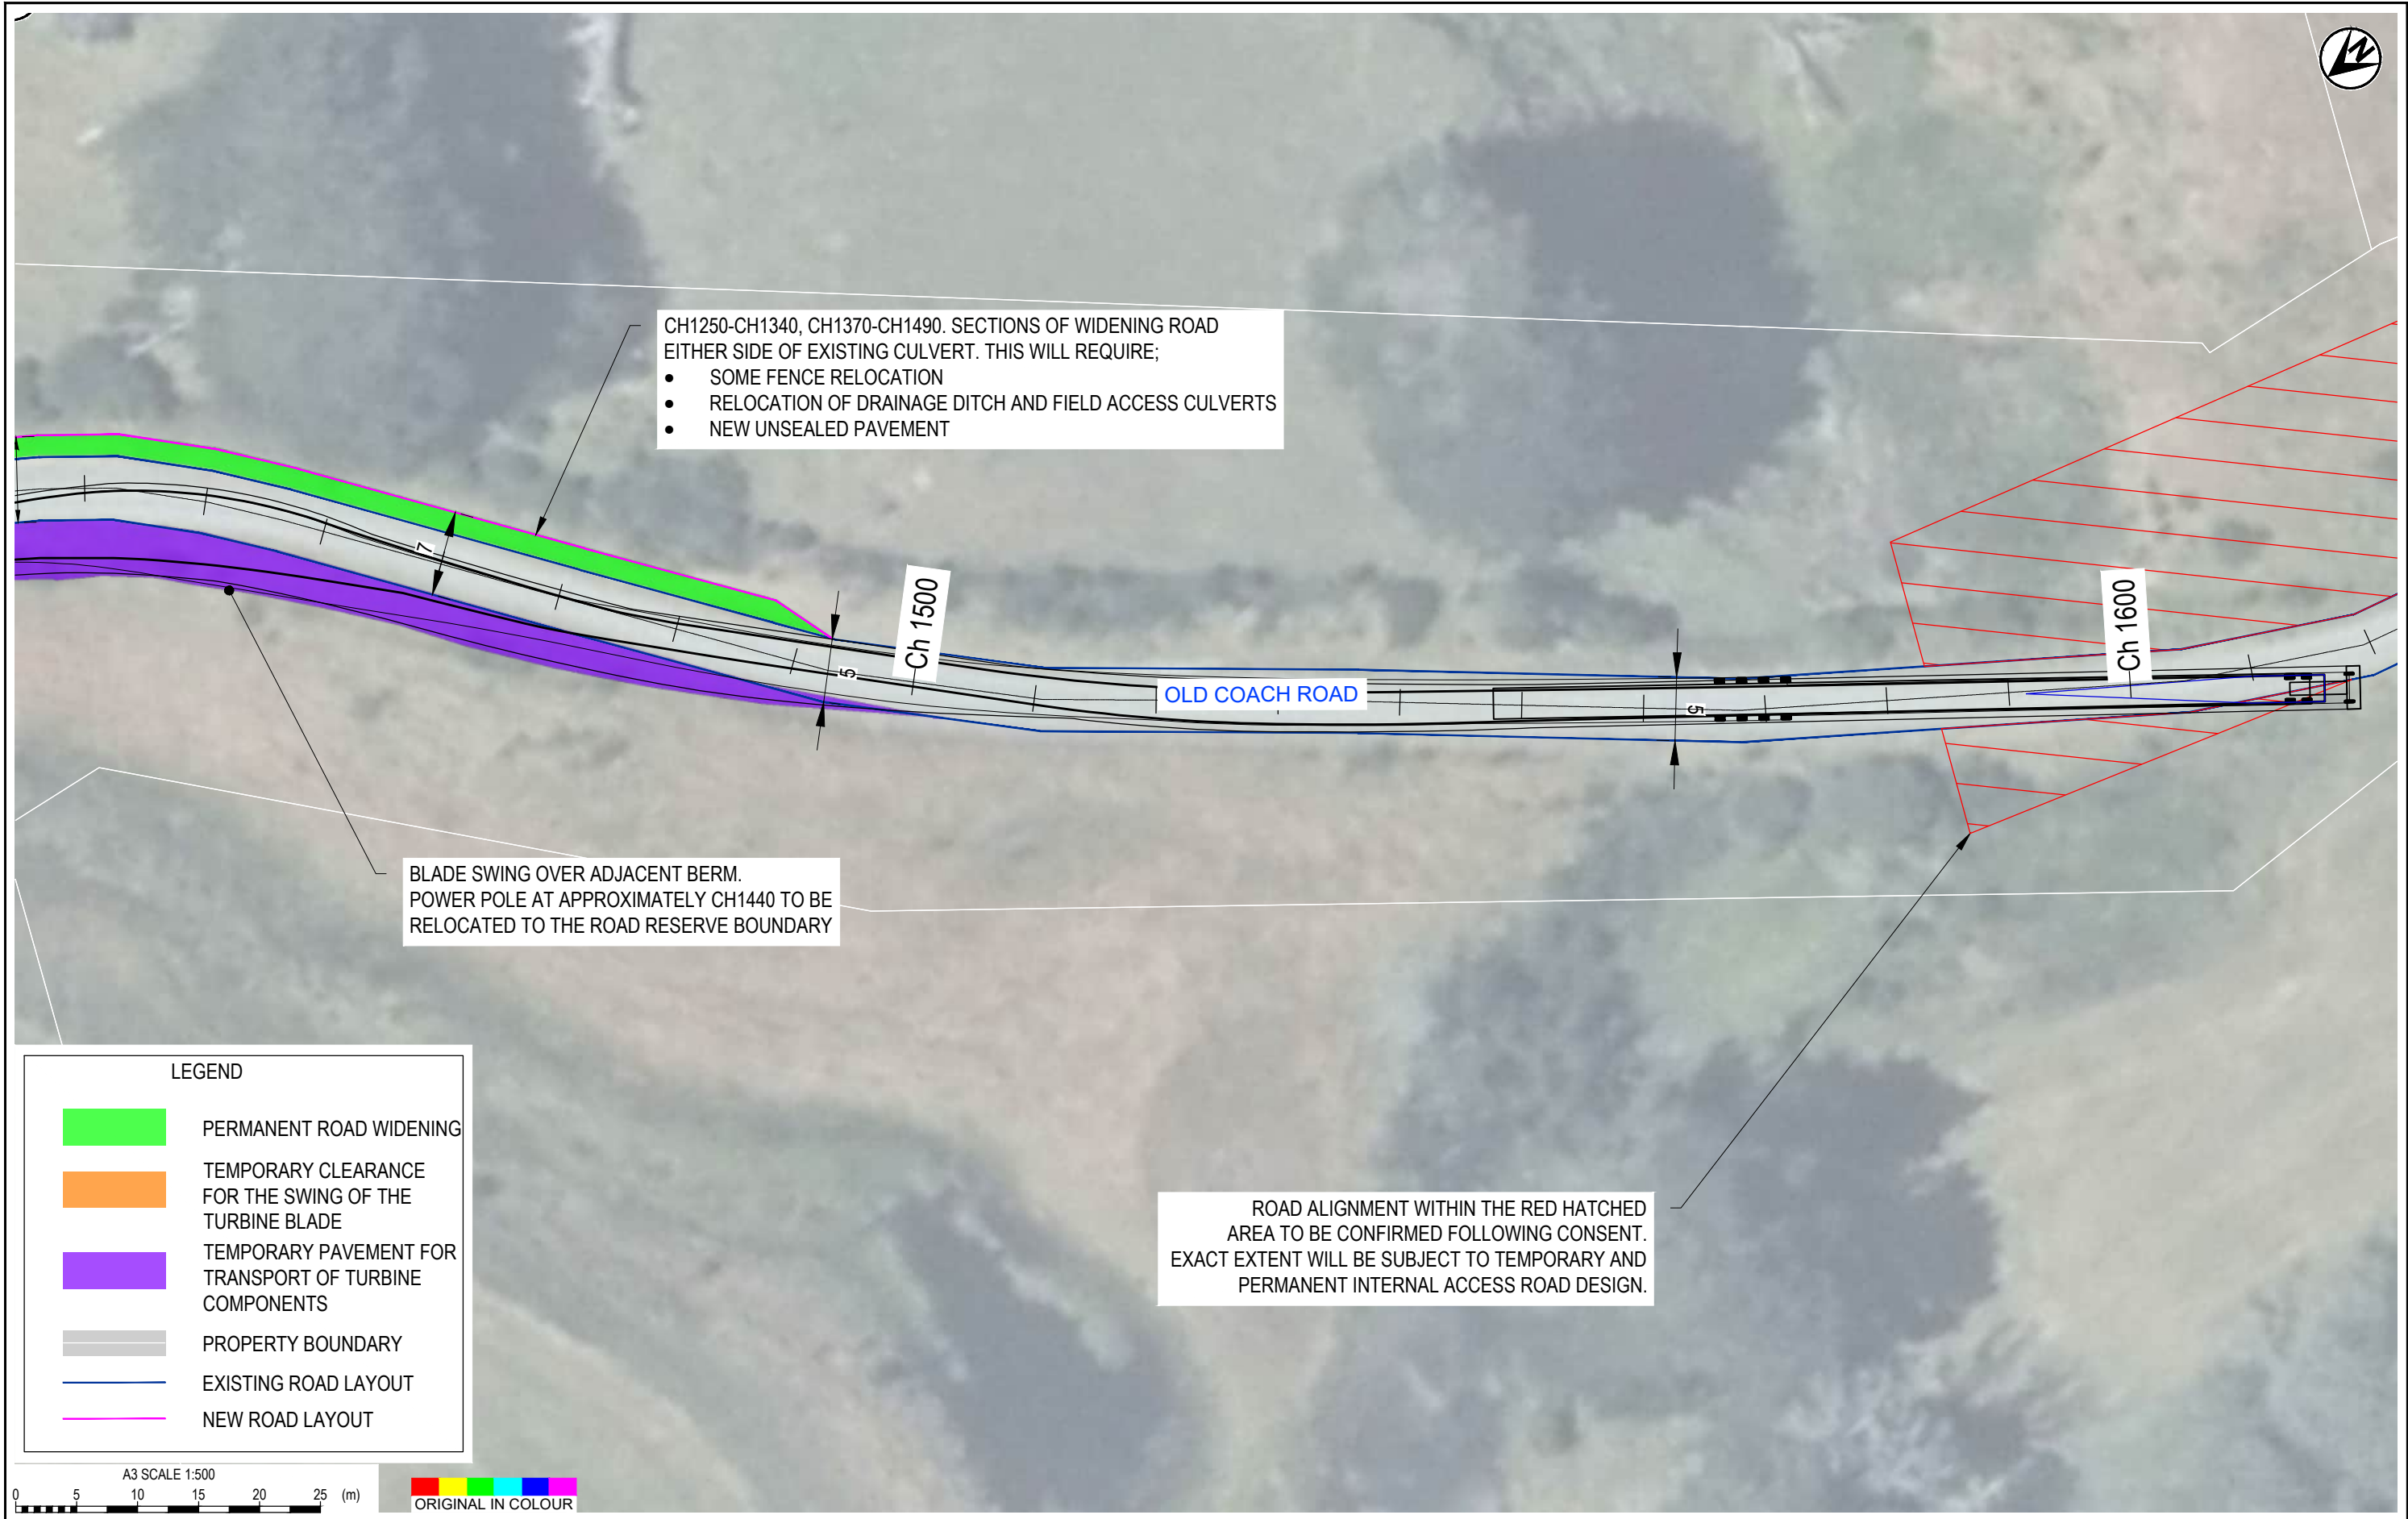 N
CH1250-CH1340, CH1370-CH1490. SECTIONS OF WIDENING ROAD
EITHER SIDE OF EXISTING CULVERT. THIS WILL REQUIRE;
• SOME FENCE RELOCATION
• RELOCATION OF DRAINAGE DITCH AND FIELD ACCESS CULVERTS
• NEW UNSEALED PAVEMENT
7
5
Ch 1500
OLD COACH ROAD
5
Ch 1600
BLADE SWING OVER ADJACENT BERM.
POWER POLE AT APPROXIMATELY CH1440 TO BE
RELOCATED TO THE ROAD RESERVE BOUNDARY
ROAD ALIGNMENT WITHIN THE RED HATCHED
AREA TO BE CONFIRMED FOLLOWING CONSENT.
EXACT EXTENT WILL BE SUBJECT TO TEMPORARY AND
PERMANENT INTERNAL ACCESS ROAD DESIGN.
LEGEND
PERMANENT ROAD WIDENING
TEMPORARY CLEARANCE
FOR THE SWING OF THE
TURBINE BLADE
TEMPORARY PAVEMENT FOR
TRANSPORT OF TURBINE
COMPONENTS
PROPERTY BOUNDARY
EXISTING ROAD LAYOUT
NEW ROAD LAYOUT
A3 SCALE 1:500
0 5 10 15 20 25 (m)
ORIGINAL IN COLOUR